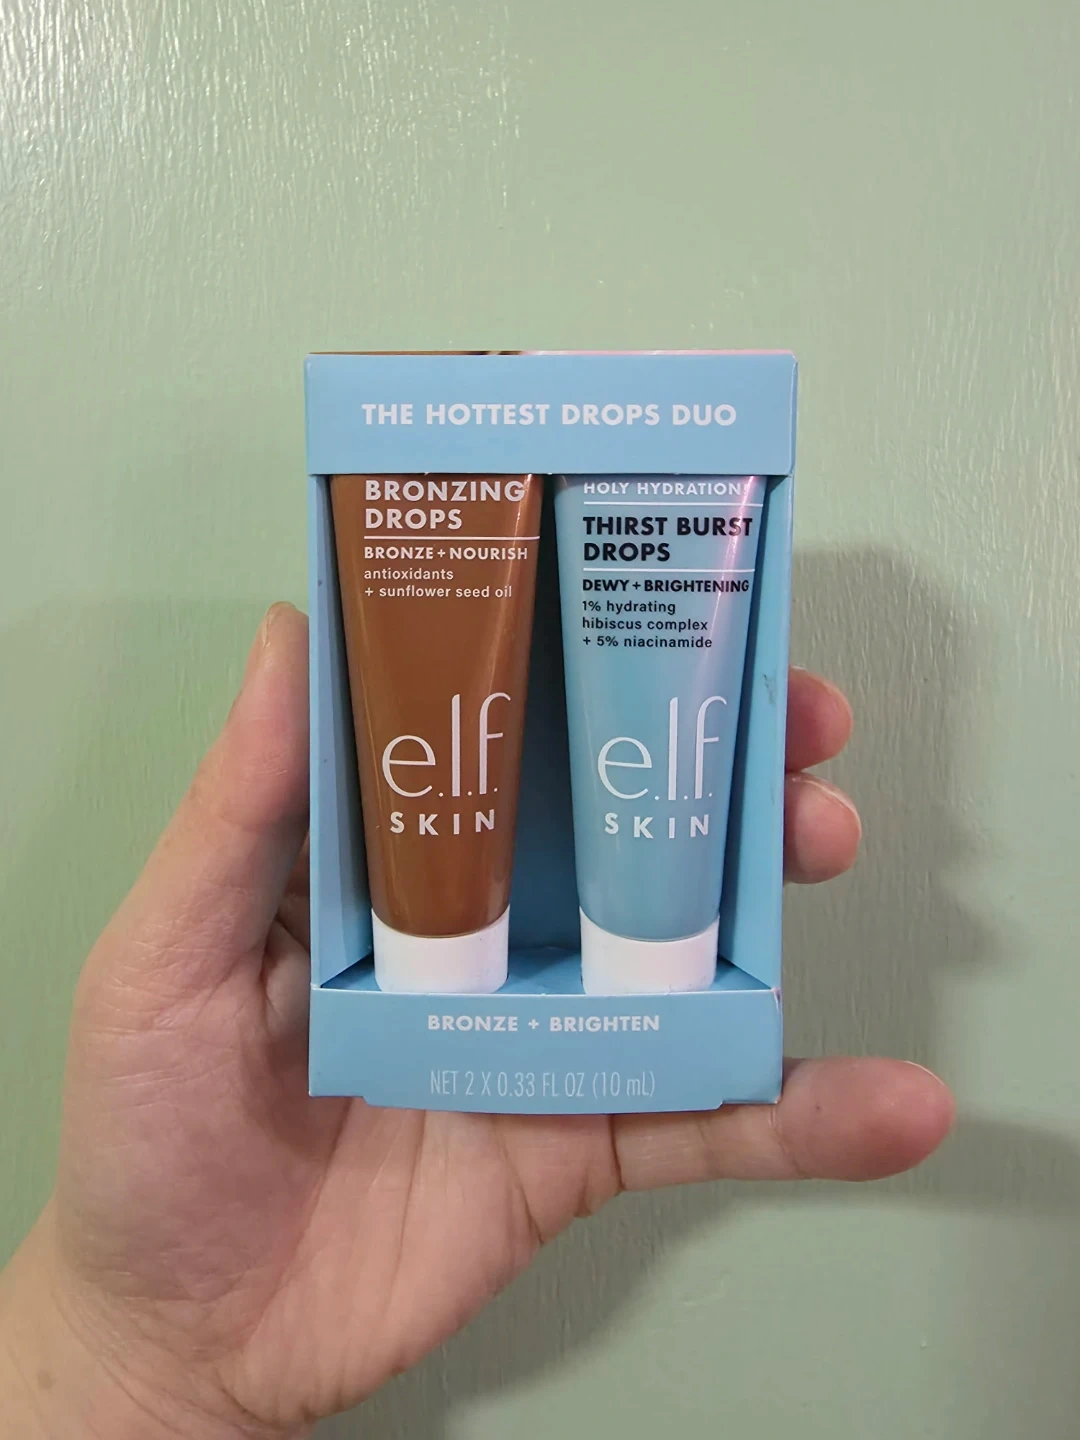 THE HOTTEST DROPS DUO
BRONZING
DROPS
BRONZE + NOURISH
antioxidants
+ sunflower seed oil
e.l.f.
SKIN
HOLY HYDRATION!
THIRST BURST
DROPS
DEWY + BRIGHTENING
1% hydrating
hibiscus complex
+ 5% niacinamide
e.l.f.
SKIN
BRONZE + BRIGHTEN
NET 2 X 0.33 FL OZ (10 mL)